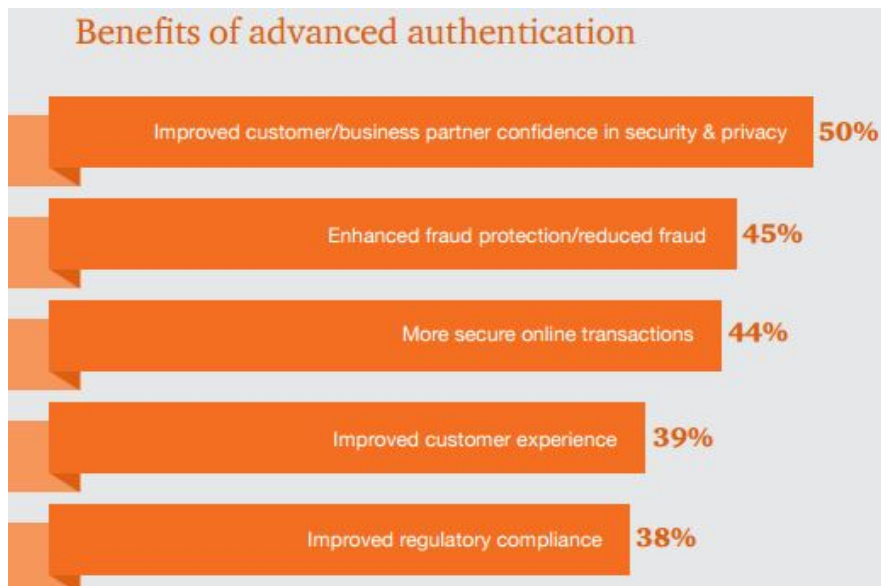 Benefits of advanced authentication
Improved customer/business partner confidence in security & privacy 50%
Enhanced fraud protection/reduced fraud 45%
More secure online transactions 44%
Improved customer experience 39%
Improved regulatory compliance 38%